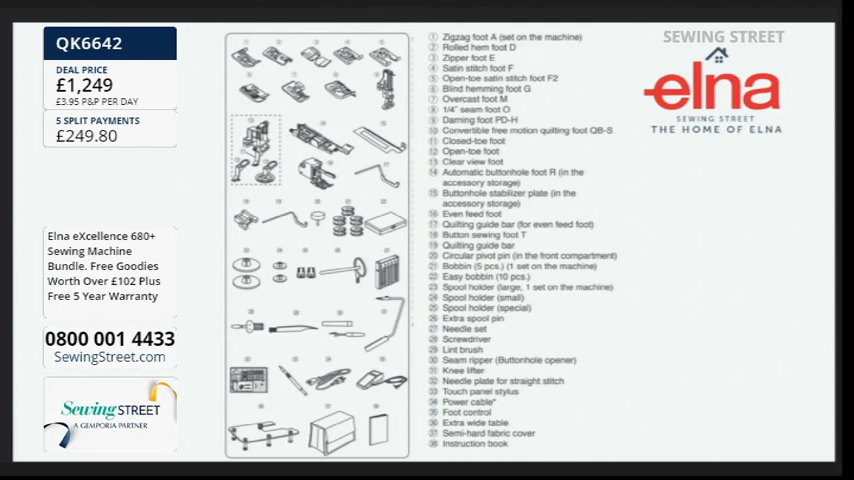 QK6642
DEAL PRICE
£1,249
£3.95 P&P PER DAY
5 SPLIT PAYMENTS
£249.80
Elna eXcellence 680+
Sewing Machine
Bundle. Free Goodies
Worth Over £102 Plus
Free 5 Year Warranty
0800 001 4433
SewingStreet.com
Sewing STREET
A GEMPORIA PARTNER
① Zigzag foot A (set on the machine)
② Rolled hem foot D
③ Zipper foot E
④ Satin stitch foot F
⑤ Open-toe satin stitch foot F2
⑥ Blind hemming foot G
⑦ Overcast foot M
⑧ 1/4" seam foot O
⑨ Darning foot PD-H
⑩ Convertible free motion quilting foot QB-S
⑪ Closed-toe foot
⑫ Open-toe foot
⑬ Clear view foot
⑭ Automatic buttonhole foot R (in the
accessory storage)
⑮ Buttonhole stabilizer plate (in the
accessory storage)
⑯ Even feed foot
⑰ Quilting guide bar (for even feed foot)
⑱ Button sewing foot T
⑲ Quilting guide bar
⑳ Circular pivot pin (in the front compartment)
㉑ Bobbin (5 pcs.) (1 set on the machine)
㉒ Easy bobbin (10 pcs.)
㉓ Spool holder (large, 1 set on the machine)
㉔ Spool holder (small)
㉕ Spool holder (special)
㉖ Extra spool pin
㉗ Needle set
㉘ Screwdriver
㉙ Lint brush
㉚ Seam ripper (Buttonhole opener)
㉛ Knee lifter
㉜ Needle plate for straight stitch
㉝ Touch panel stylus
㉞ Power cable*
㉟ Foot control
㊱ Extra wide table
㊲ Semi-hard fabric cover
㊳ Instruction book
SEWING STREET
elna
SEWING STREET
THE HOME OF ELNA